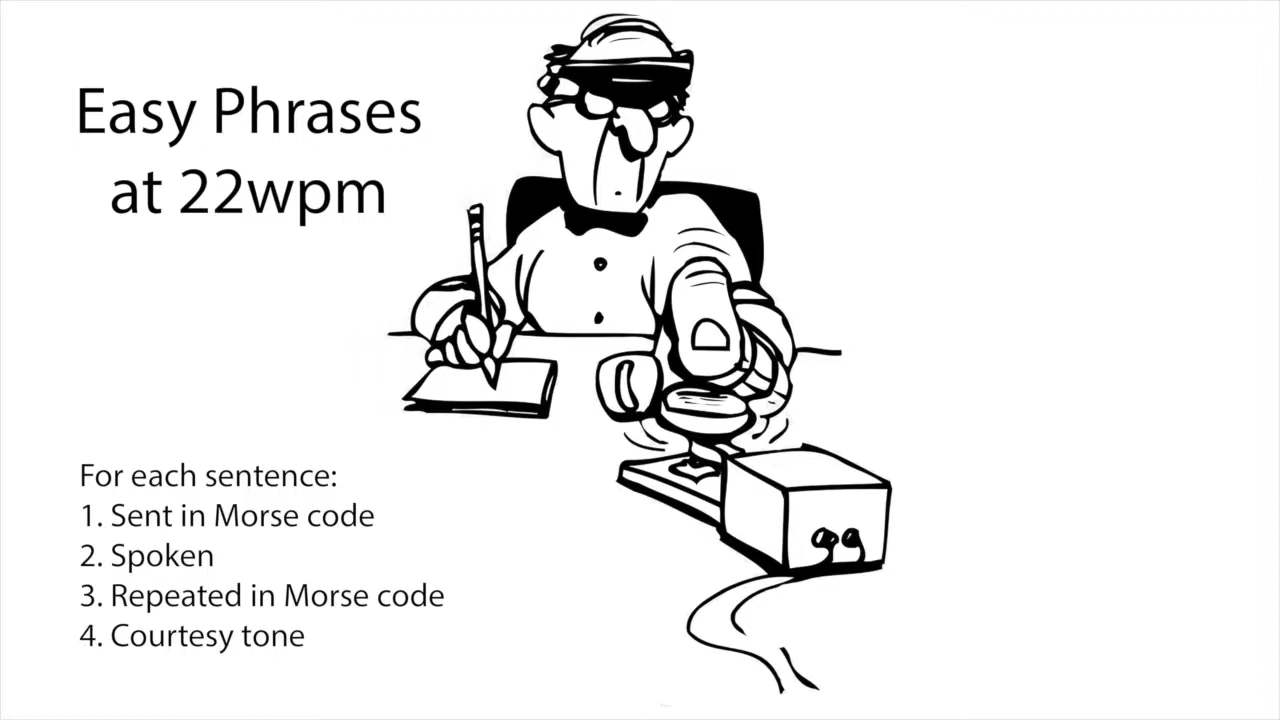 Easy Phrases
at 22wpm
For each sentence:
1. Sent in Morse code
2. Spoken
3. Repeated in Morse code
4. Courtesy tone